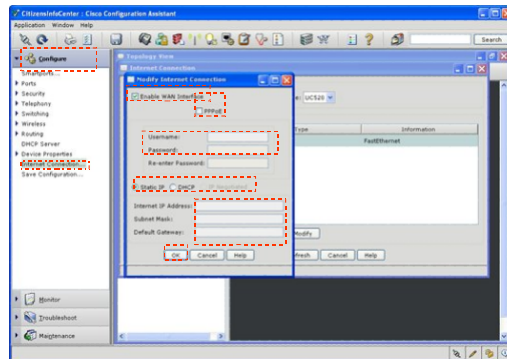 CitizensInfoCenter : Cisco Configuration Assistant
Application Window Help
Search
Configure
Smartports...
Ports
Security
Telephony
Switching
Wireless
Routing
DHCP Server
Device Properties
Internet Connection...
Save Configuration...
Monitor
Troubleshoot
Maintenance
Topology View
Internet Connection
UC520
Type Information
FastEthernet
Modify
Refresh Cancel Help
Modify Internet Connection
Enable WAN Interface
PPPoE
Username:
Password:
Re-enter Password:
Static IP DHCP IP Negotiated
Internet IP Address:
Subnet Mask:
Default Gateway:
OK Cancel Help